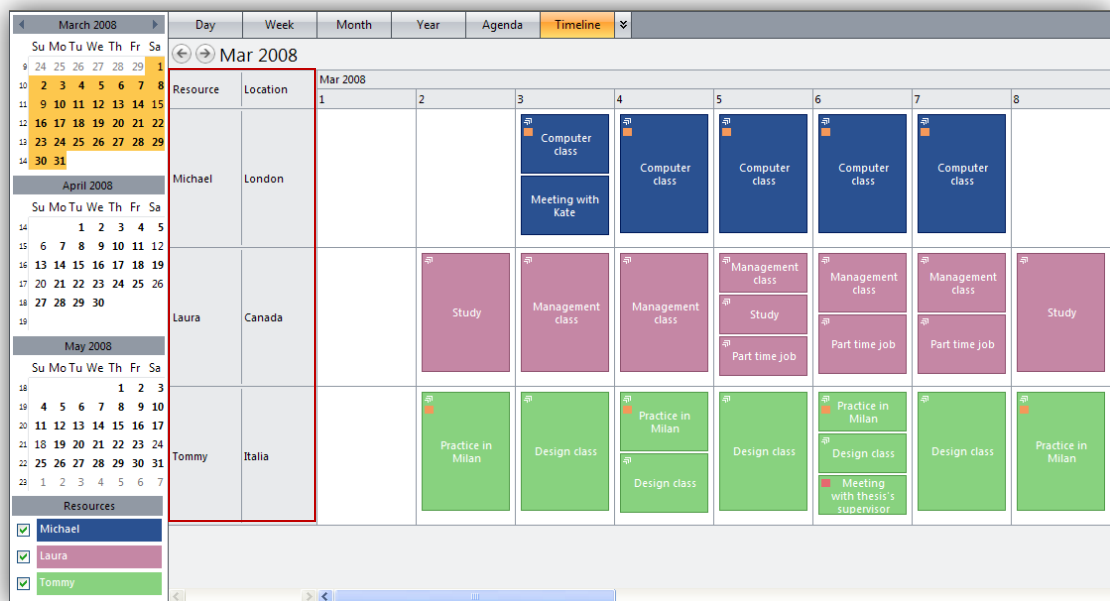 March 2008
Su Mo Tu We Th Fr Sa
9 24 25 26 27 28 29 1
10 2 3 4 5 6 7 8
11 9 10 11 12 13 14 15
12 16 17 18 19 20 21 22
13 23 24 25 26 27 28 29
14 30 31
April 2008
Su Mo Tu We Th Fr Sa
14 1 2 3 4 5
15 6 7 8 9 10 11 12
16 13 14 15 16 17 18 19
17 20 21 22 23 24 25 26
18 27 28 29 30
19
May 2008
Su Mo Tu We Th Fr Sa
18 1 2 3
19 4 5 6 7 8 9 10
20 11 12 13 14 15 16 17
21 18 19 20 21 22 23 24
22 25 26 27 28 29 30 31
23 1 2 3 4 5 6 7
Resources
Michael
Laura
Tommy
Day Week Month Year Agenda Timeline
Mar 2008
Resource Location
Mar 2008
1 2 3 4 5 6 7 8
Michael London
Computer
class
Meeting with
Kate
Computer
class
Computer
class
Computer
class
Computer
class
Laura Canada
Study
Management
class
Management
class
Management
class
Study
Part time job
Management
class
Part time job
Management
class
Part time job
Study
Tommy Italia
Practice in
Milan
Design class
Practice in
Milan
Design class
Design class
Practice in
Milan
Design class
Meeting
with thesis's
supervisor
Design class
Practice in
Milan